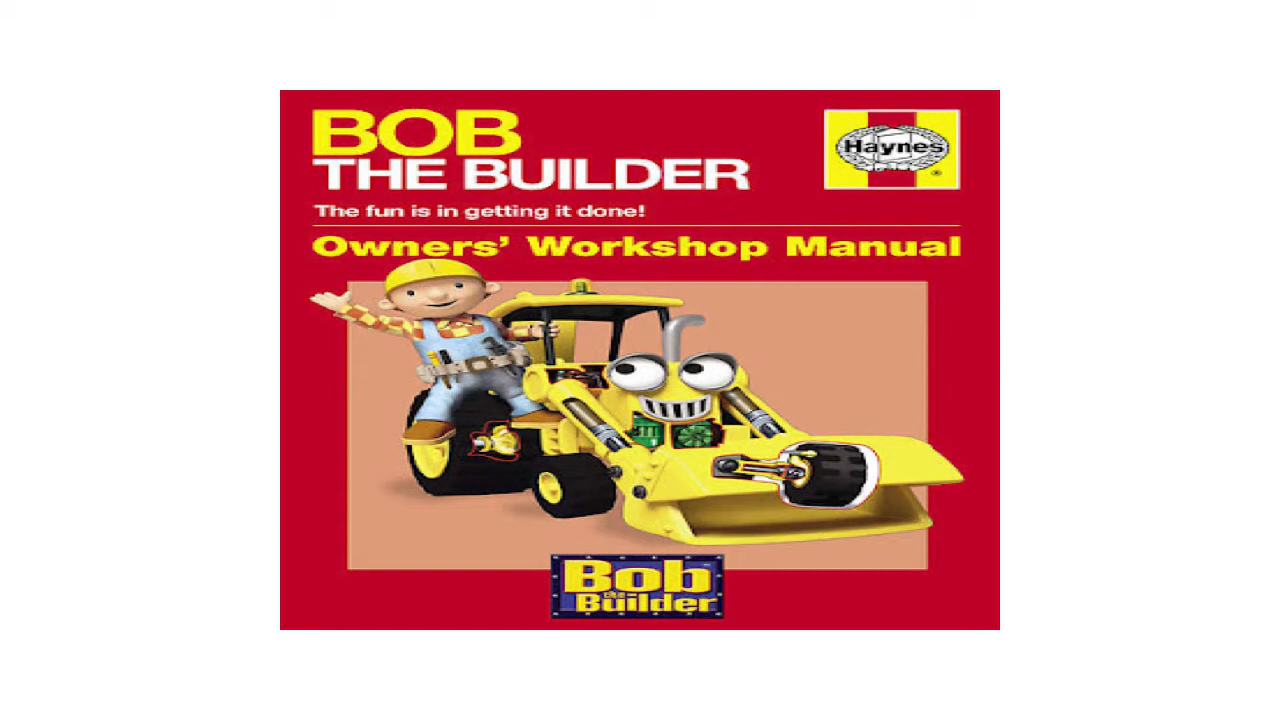 BOB
THE BUILDER
Haynes
®
The fun is in getting it done!
Owners’ Workshop Manual
Bob
the
Builder